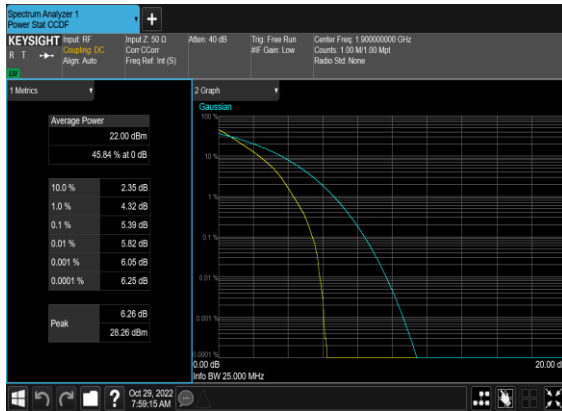 Spectrum Analyzer 1
Power Stat CCDF
KEYSIGHT
R T
Input: RF
Coupling: DC
Align: Auto
Input Z: 50 Ω
Corr CCorr
Freq Ref: Int (S)
Atten: 40 dB
Trig: Free Run
#IF Gain: Low
Center Freq: 1.900000000 GHz
Counts: 1.00 M/1.00 Mpt
Radio Std: None
1 Metrics
Average Power
22.00 dBm
45.84 % at 0 dB
10.0 % 2.35 dB
1.0 % 4.32 dB
0.1 % 5.39 dB
0.01 % 5.82 dB
0.001 % 6.05 dB
0.0001 % 6.25 dB
Peak
6.26 dB
28.26 dBm
2 Graph
Gaussian
100 %
10 %
1 %
0.1 %
0.01 %
0.001 %
0.0001 %
0.00 dB
20.00 d
Info BW 25.000 MHz
Oct 29, 2022
7:59:15 AM